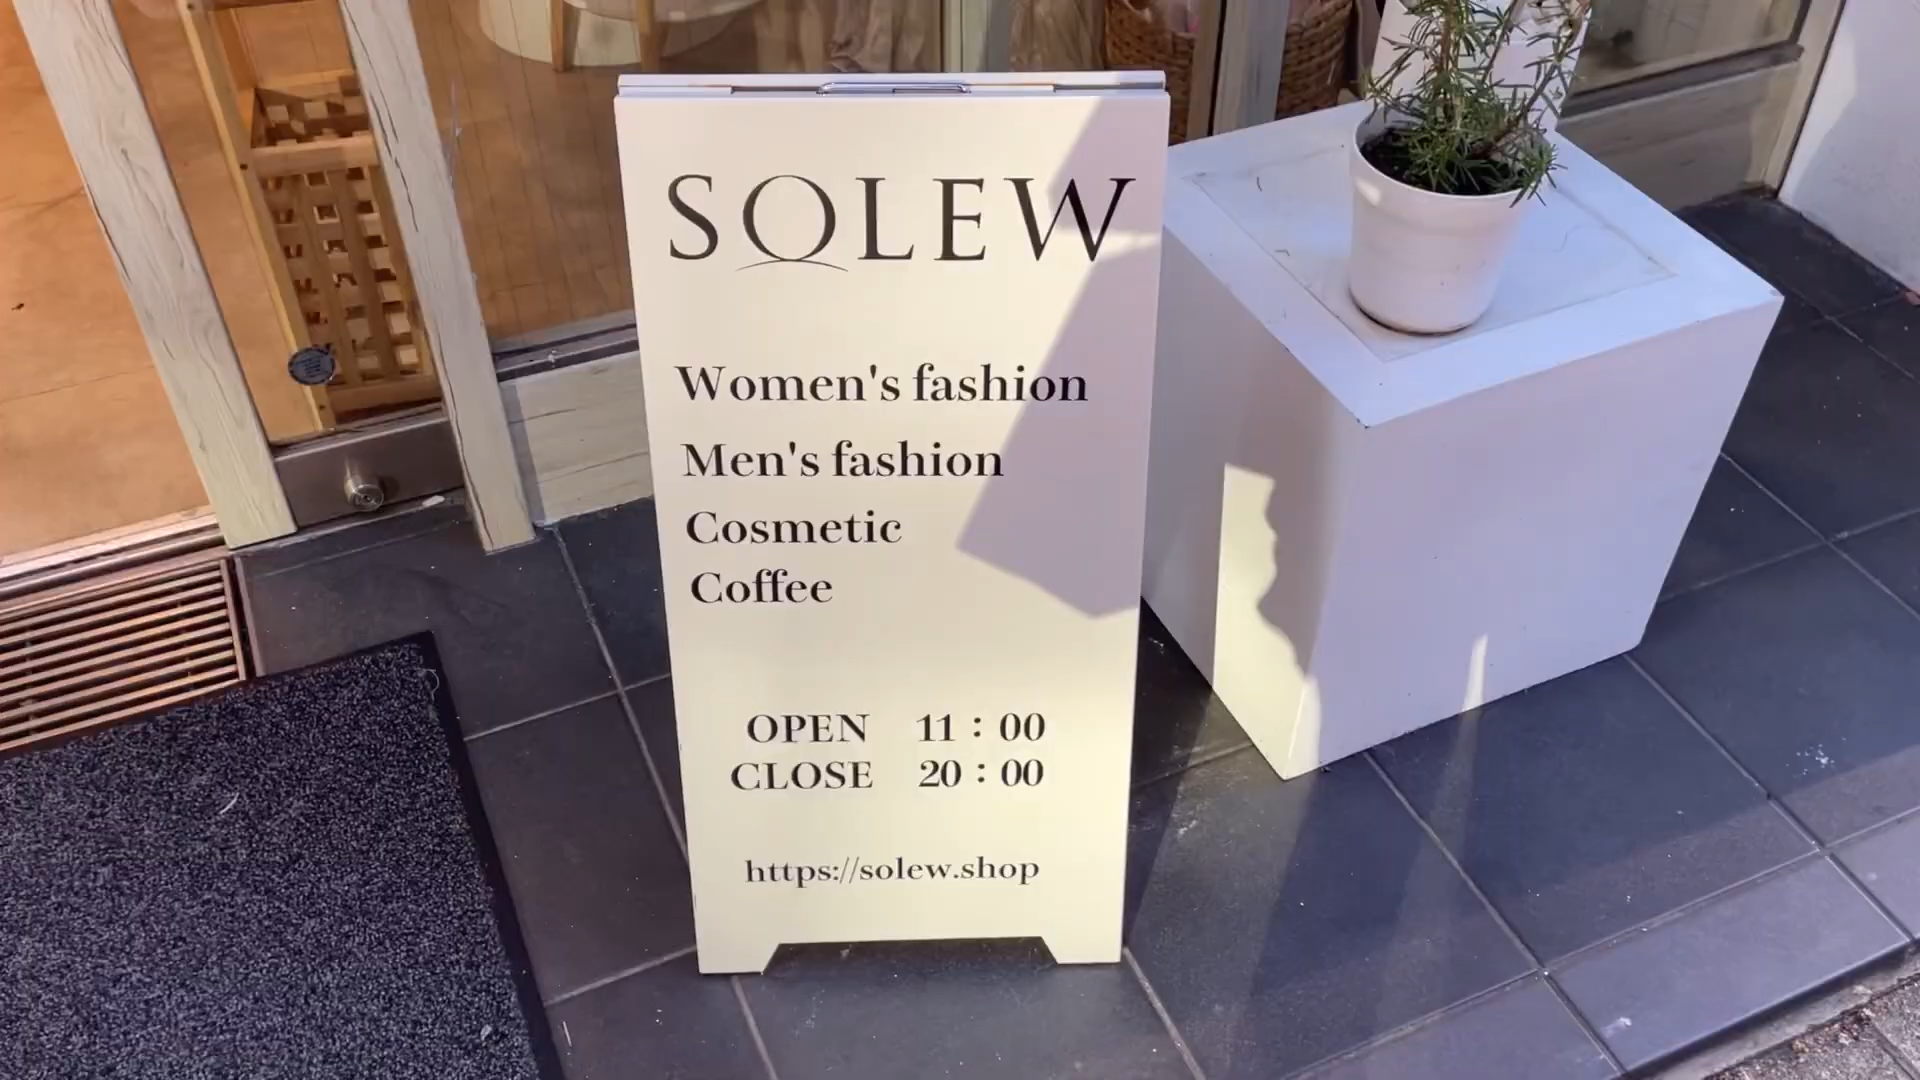 SOLEW
Women's fashion
Men's fashion
Cosmetic
Coffee
OPEN 11：00
CLOSE 20：00
https://solew.shop